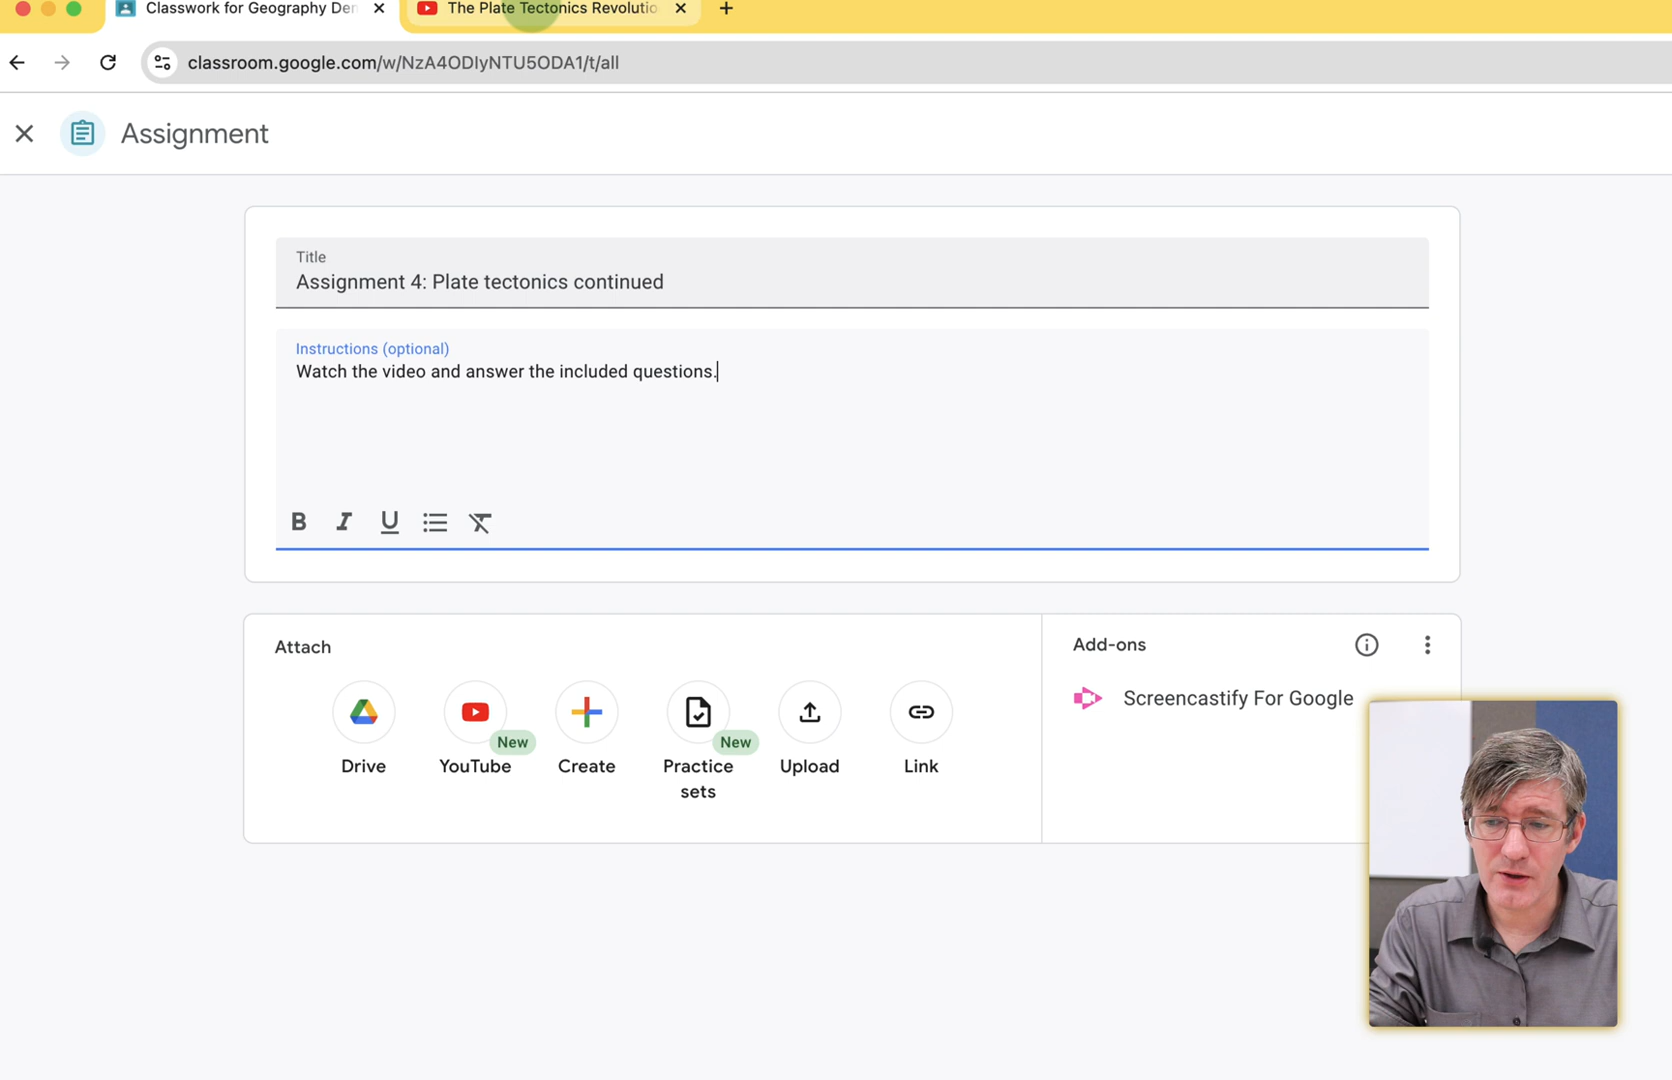 Classwork for Geography Den
The Plate Tectonics Revolutio
classroom.google.com/w/NzA4ODIyNTU5ODA1/t/all
Assignment
Title
Assignment 4: Plate tectonics continued
Instructions (optional)
Watch the video and answer the included questions.
B I U
Attach
Add-ons
Screencastify For Google
New
New
Drive
YouTube
Create
Practice
sets
Upload
Link